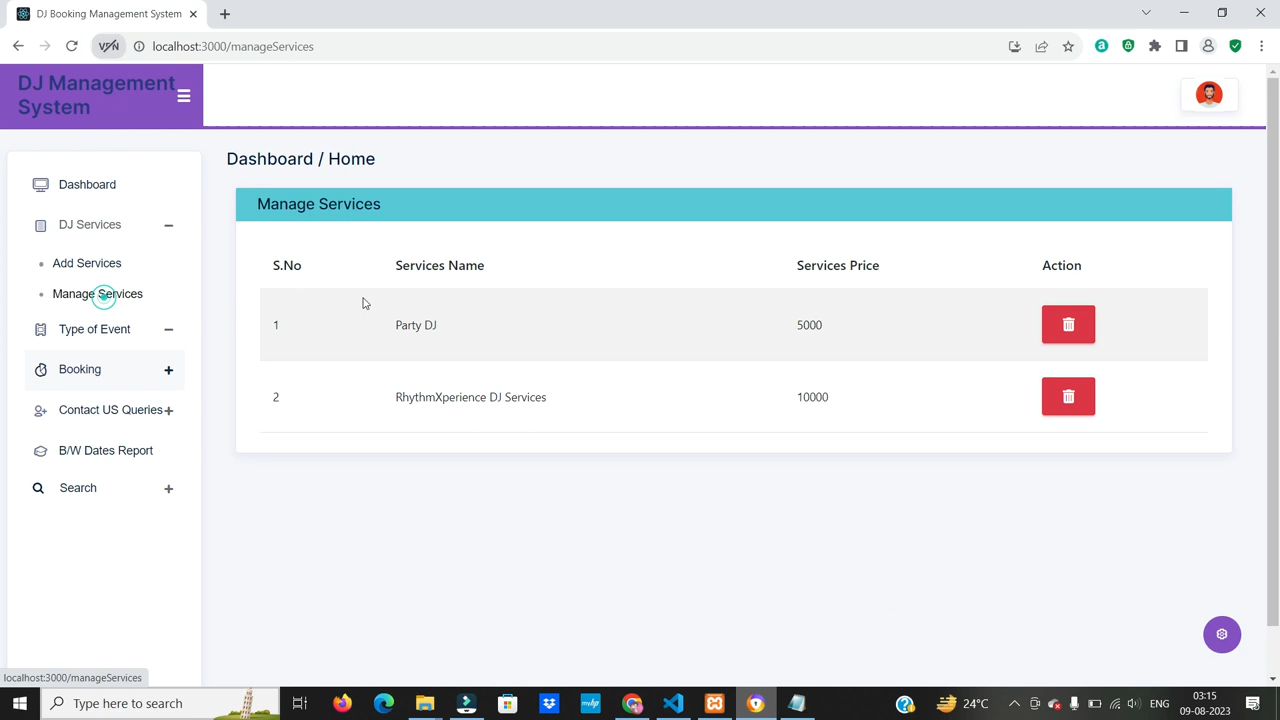 DJ Booking Management System
VPN
localhost:3000/manageServices
DJ Management
System
Dashboard
DJ Services
Add Services
Manage Services
Type of Event
Booking
Contact US Queries
B/W Dates Report
Search
Dashboard / Home
Manage Services
S.No Services Name Services Price Action
1 Party DJ 5000
2 RhythmXperience DJ Services 10000
localhost:3000/manageServices
Type here to search
24°C
ENG
03:15
09-08-2023